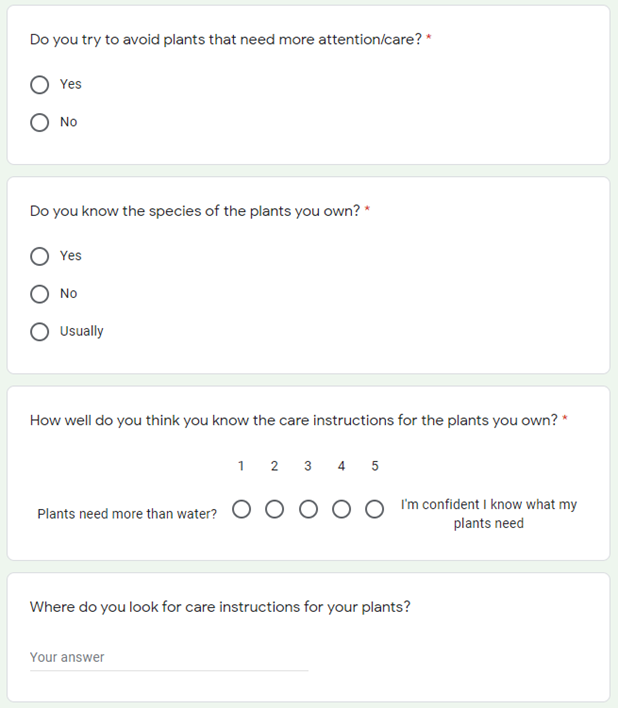 Do you try to avoid plants that need more attention/care? *
Yes
No
Do you know the species of the plants you own? *
Yes
No
Usually
How well do you think you know the care instructions for the plants you own? *
1 2 3 4 5
Plants need more than water?
I'm confident I know what my
plants need
Where do you look for care instructions for your plants?
Your answer